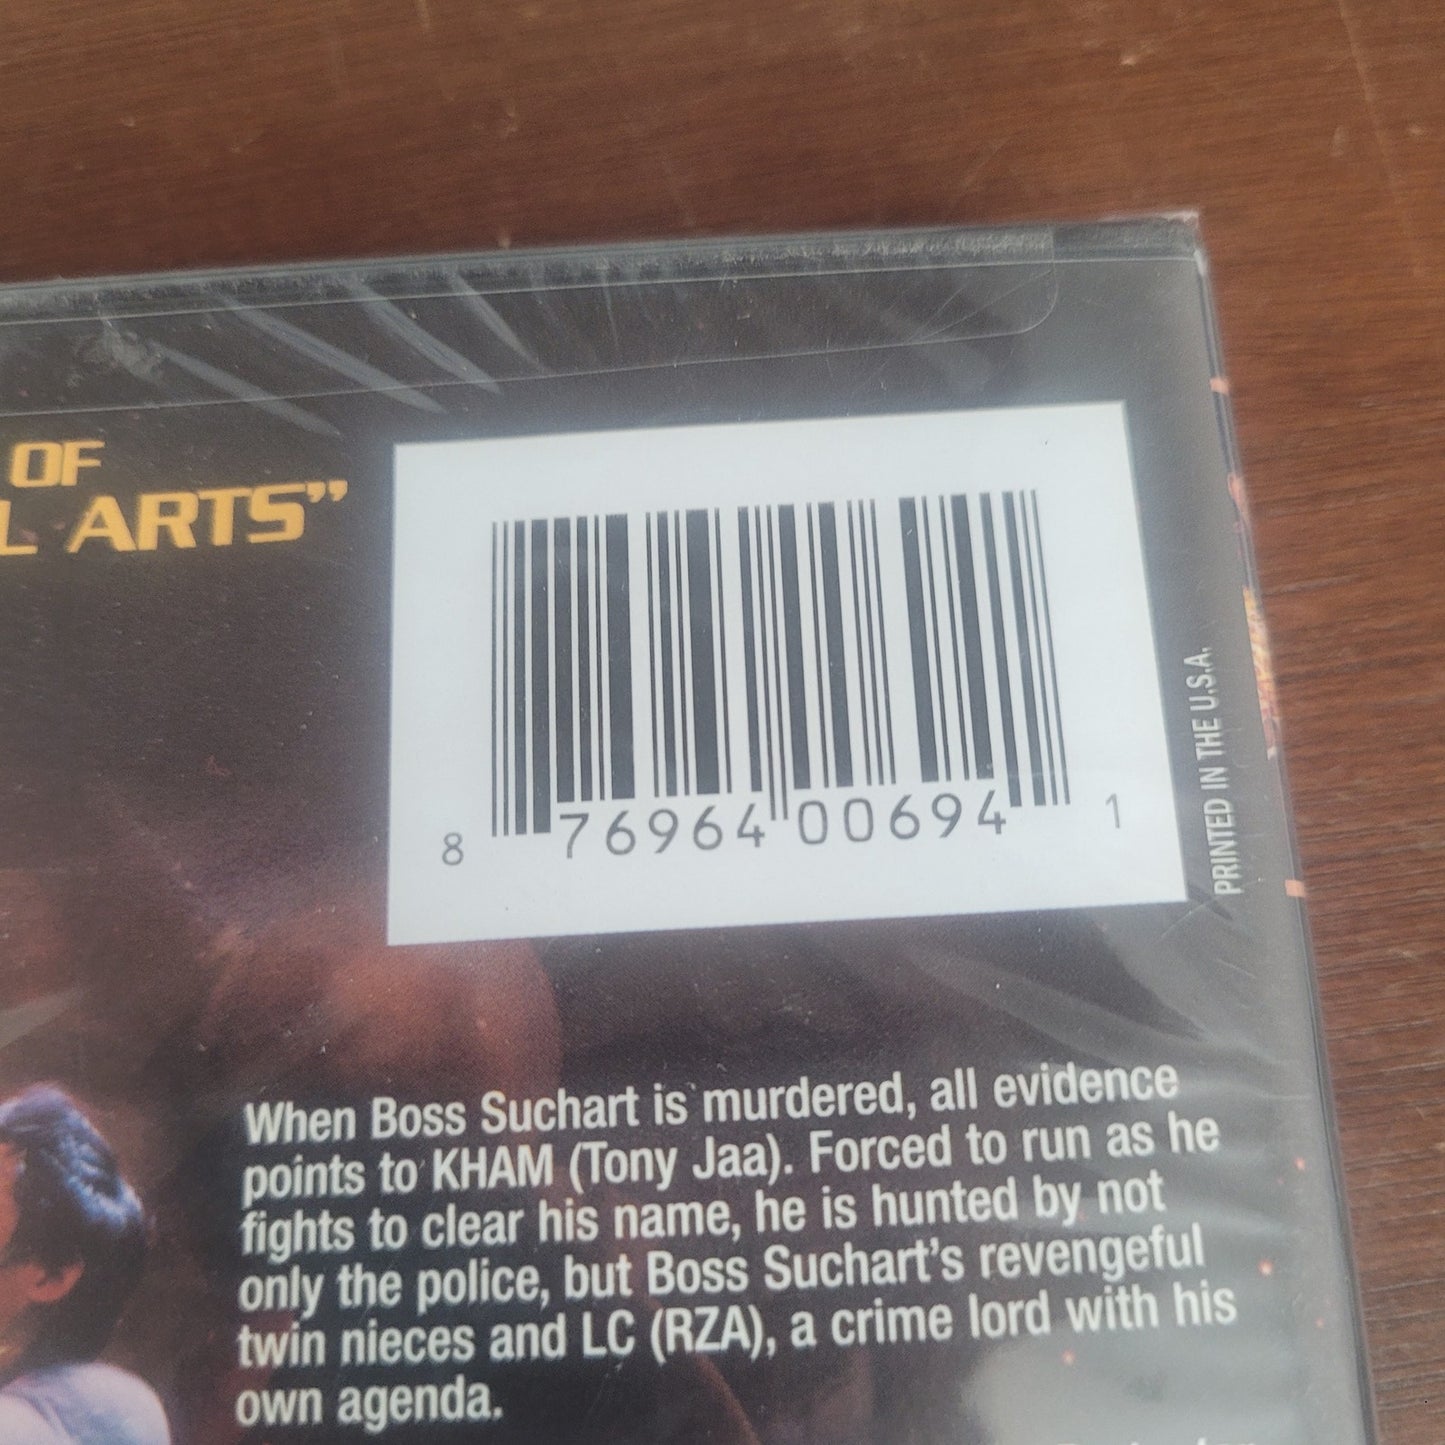 OF
L ARTS”
8 76964 00694 1
PRINTED IN THE U.S.A.
When Boss Suchart is murdered, all evidence
points to KHAM (Tony Jaa). Forced to run as he
fights to clear his name, he is hunted by not
only the police, but Boss Suchart’s revengeful
twin nieces and LC (RZA), a crime lord with his
own agenda.